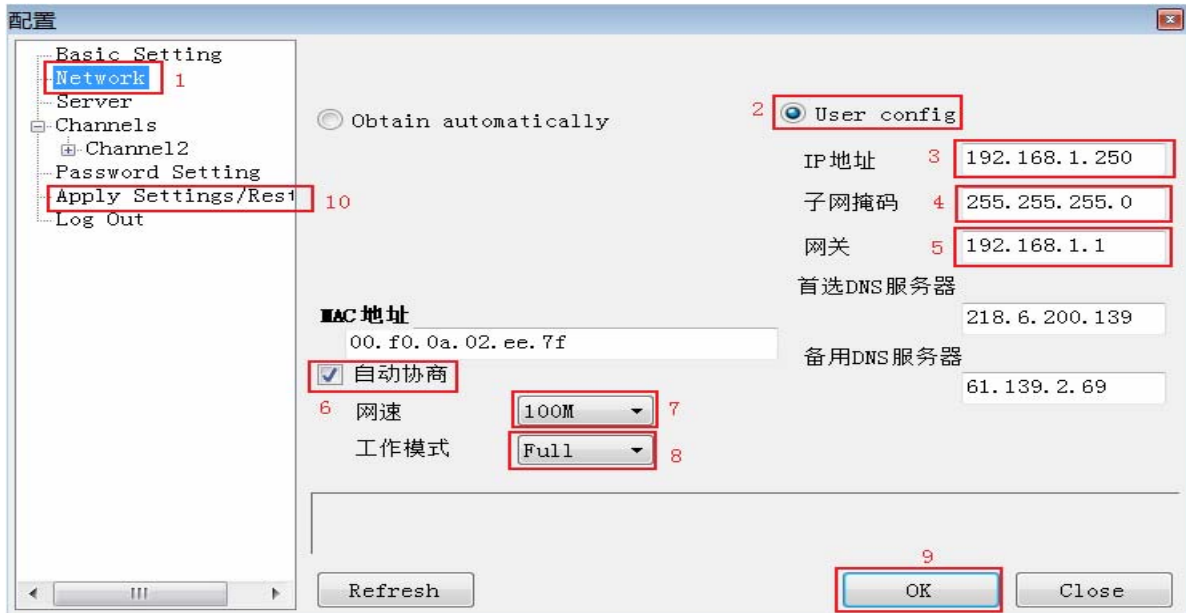 配置
Basic Setting
Network 1
Server
Channels
Channel2
Password Setting
Apply Settings/Rest 10
Log Out
Obtain automatically
2 User config
IP地址 3 192.168.1.250
子网掩码 4 255.255.255.0
网关 5 192.168.1.1
首选DNS服务器
218.6.200.139
MAC地址
00.f0.0a.02.ee.7f
备用DNS服务器
61.139.2.69
自动协商
6 网速 100M 7
工作模式 Full 8
9
Refresh OK Close